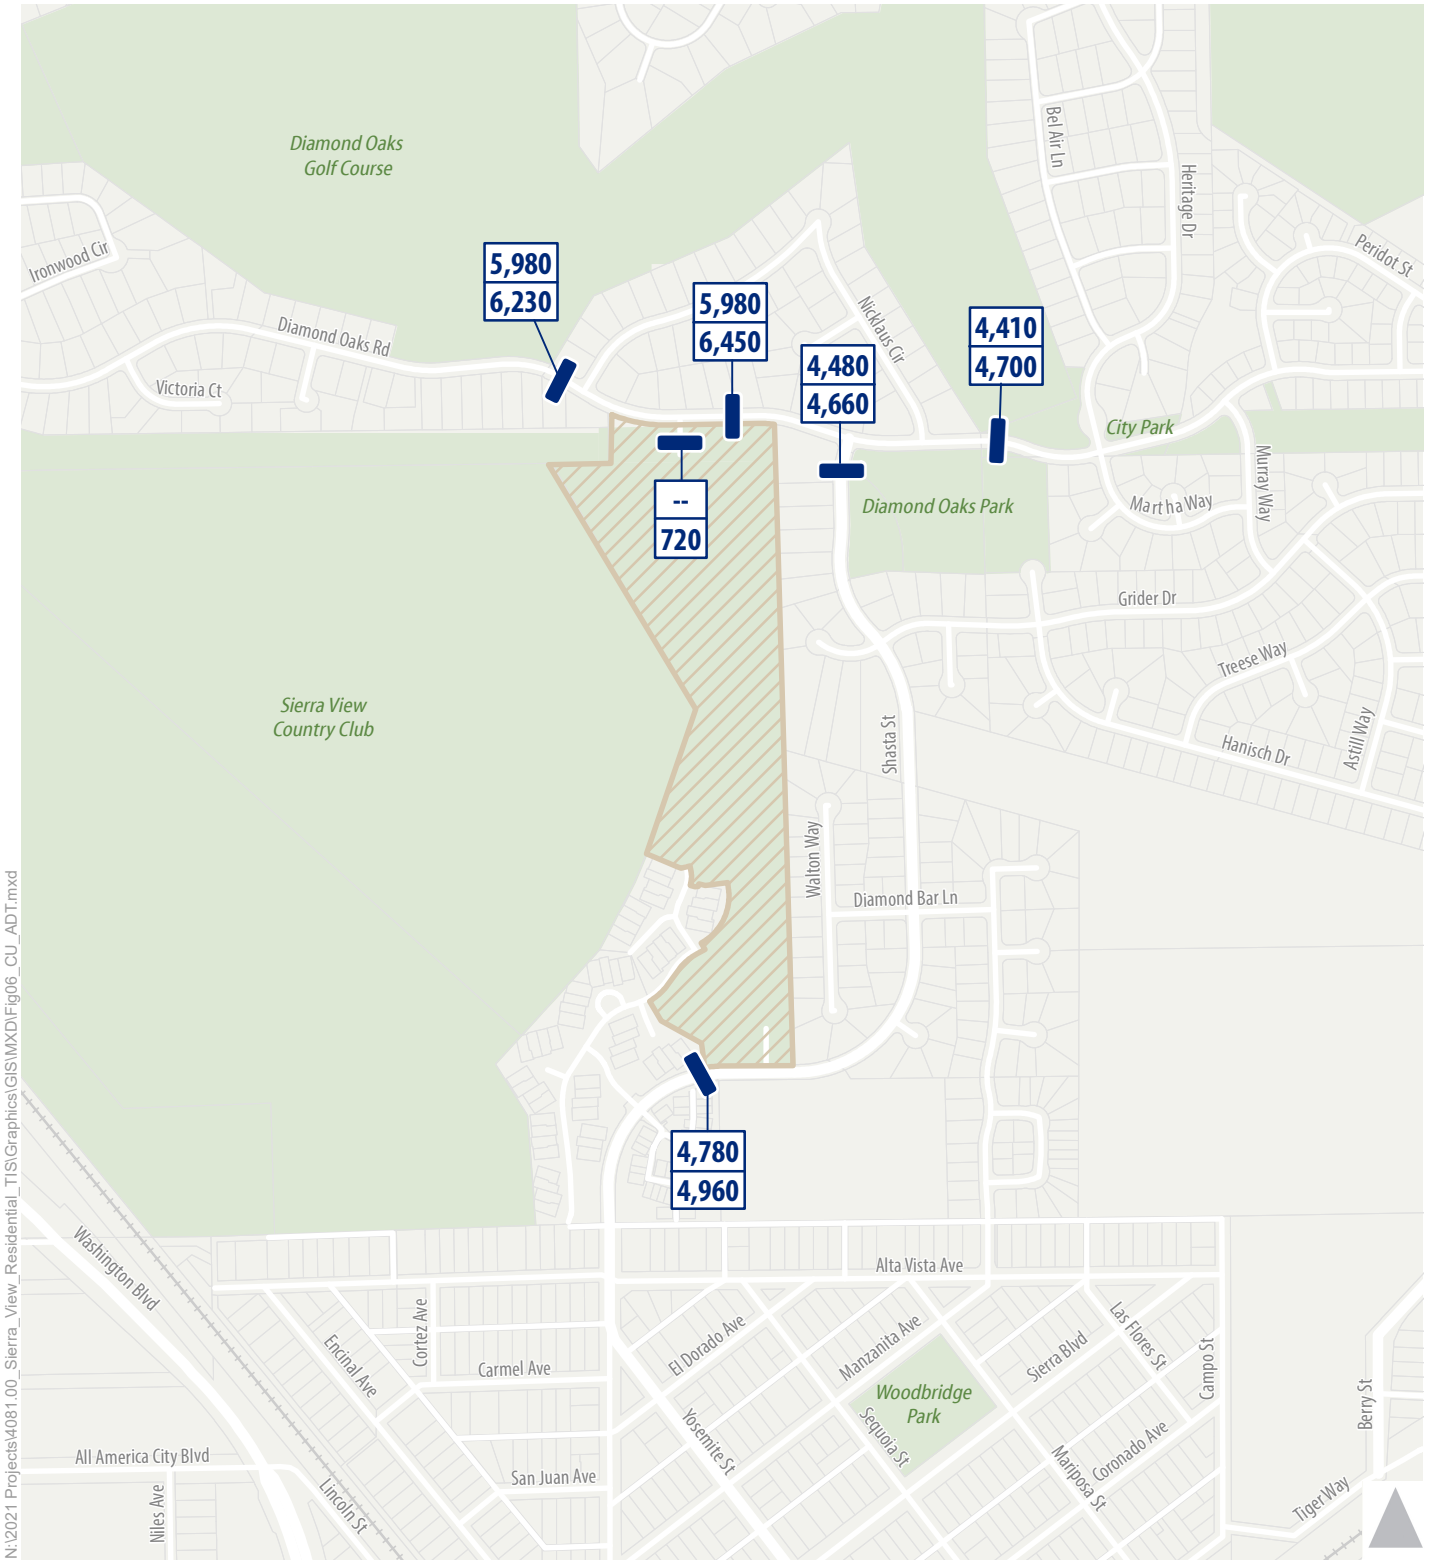 Diamond Oaks
Golf Course
Bel Air Ln
Heritage Dr
Peridot St
Ironwood Cir
5,980
6,230
5,980
6,450
Nicklaus Cir
4,410
4,700
Diamond Oaks Rd
4,480
4,660
Victoria Ct
City Park
Murray Way
--
720
Diamond Oaks Park
Martha Way
Grider Dr
Treese Way
Sierra View
Country Club
Shasta St
Hanisch Dr
Astill Way
Walton Way
Diamond Bar Ln
4,780
4,960
Washington Blvd
Alta Vista Ave
Cortez Ave
Encinal Ave
El Dorado Ave
Manzanita Ave
Las Flores St
Sierra Blvd
Campo St
Carmel Ave
Woodbridge
Park
Berry St
Yosemite St
Sequoia St
Coronado Ave
Mariposa St
All America City Blvd
San Juan Ave
Niles Ave
Lincoln St
Tiger Way
N:\2021 Projects\4081.00_Sierra_View_Residential_TIS\Graphics\GIS\MXD\Fig06_CU_ADT.mxd